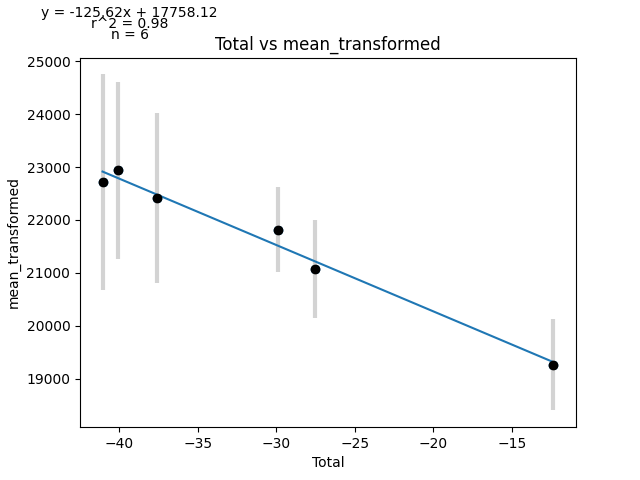 y = -125.62x + 17758.12
r^2 = 0.98
n = 6
Total vs mean_transformed
25000
24000
23000
22000
21000
20000
19000
mean_transformed
−40
−35
−30
−25
−20
−15
Total